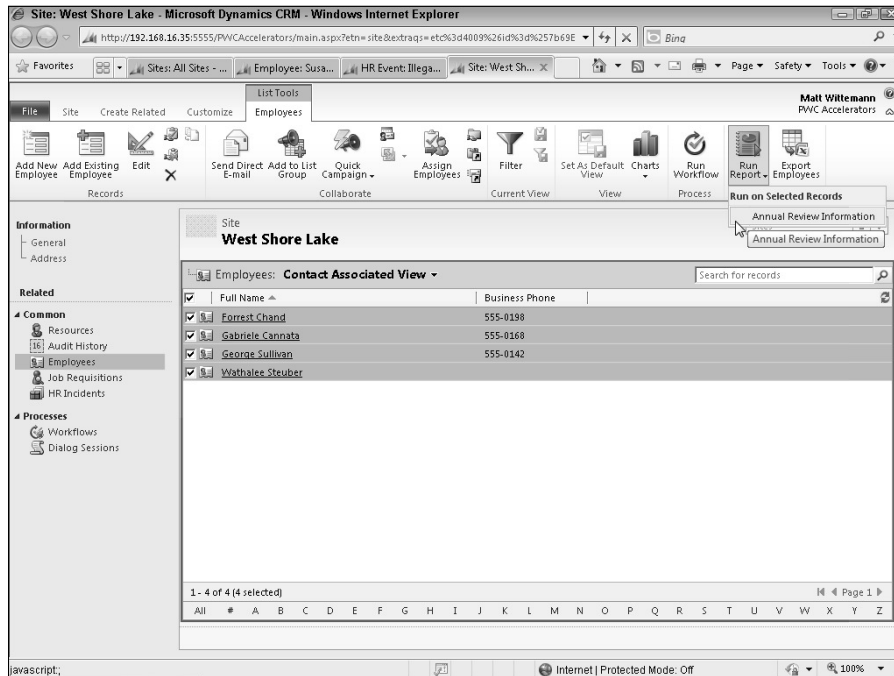 Site: West Shore Lake - Microsoft Dynamics CRM - Windows Internet Explorer
http://192.168.16.35:5555/PWCAccelerators/main.aspx?etn=site&extraqs=etc%3d4009%26id%3d%257b69E
Bing
Favorites
Sites: All Sites - ...
Employee: Susa...
HR Event: Illega...
Site: West Sh...
Page
Safety
Tools
List Tools
Matt Wittemann
PWC Accelerators
File
Site
Create Related
Customize
Employees
Add New Employee
Add Existing Employee
Edit
Send Direct E-mail
Add to List Group
Quick Campaign
Assign Employees
Filter
Set As Default View
Charts
Run Workflow
Run Report
Export Employees
Records
Collaborate
Current View
View
Process
Run on Selected Records
Annual Review Information
Annual Review Information
Information
General
Address
Related
Common
Resources
16 Audit History
Employees
Job Requisitions
HR Incidents
Processes
Workflows
Dialog Sessions
Site
West Shore Lake
Employees: Contact Associated View
Search for records
Full Name
Business Phone
Forrest Chand 555-0198
Gabriele Cannata 555-0168
George Sullivan 555-0142
Wathalee Steuber
1 - 4 of 4 (4 selected)
Page 1
All # A B C D E F G H I J K L M N O P Q R S T U V W X Y Z
javascript:;
Internet | Protected Mode: Off
100%